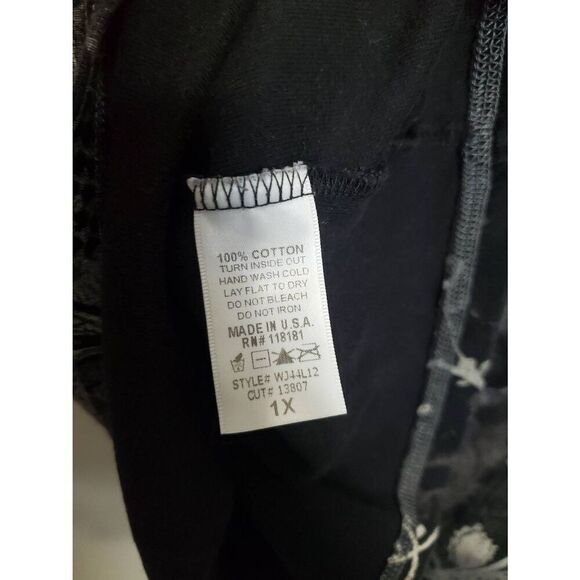 100% COTTON
TURN INSIDE OUT
HAND WASH COLD
LAY FLAT TO DRY
DO NOT BLEACH
DO NOT IRON
MADE IN U.S.A.
RN# 118181
STYLE# WJ44L12
CUT# 13807
1X